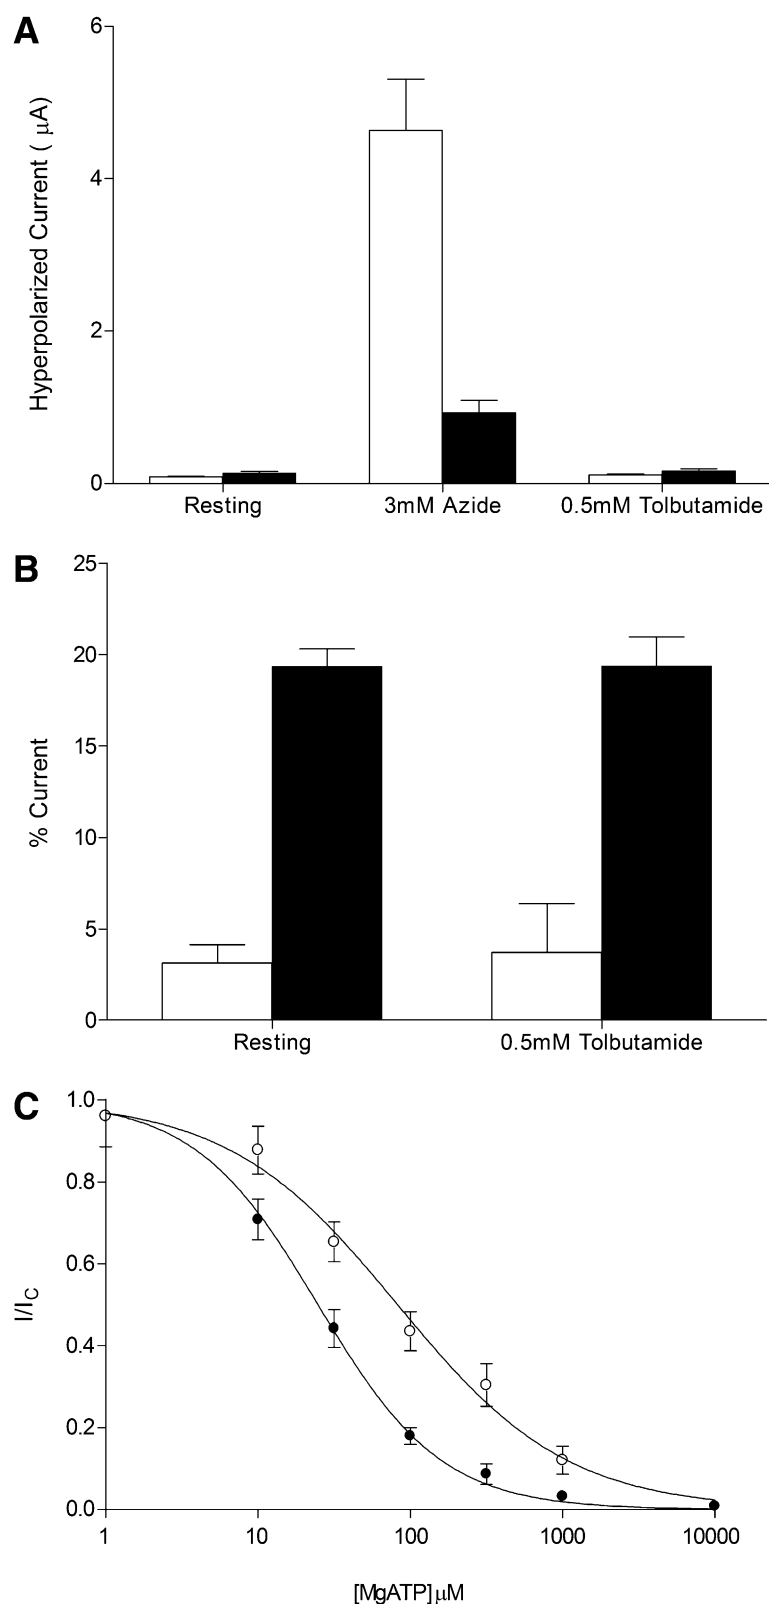 A
Hyperpolarized Current ( μA)
6
4
2
0
Resting
3mM Azide
0.5mM Tolbutamide
B
% Current
25
20
15
10
5
0
Resting
0.5mM Tolbutamide
C
I/IC
1.0
0.8
0.6
0.4
0.2
0.0
1
10
100
1000
10000
[MgATP] μM